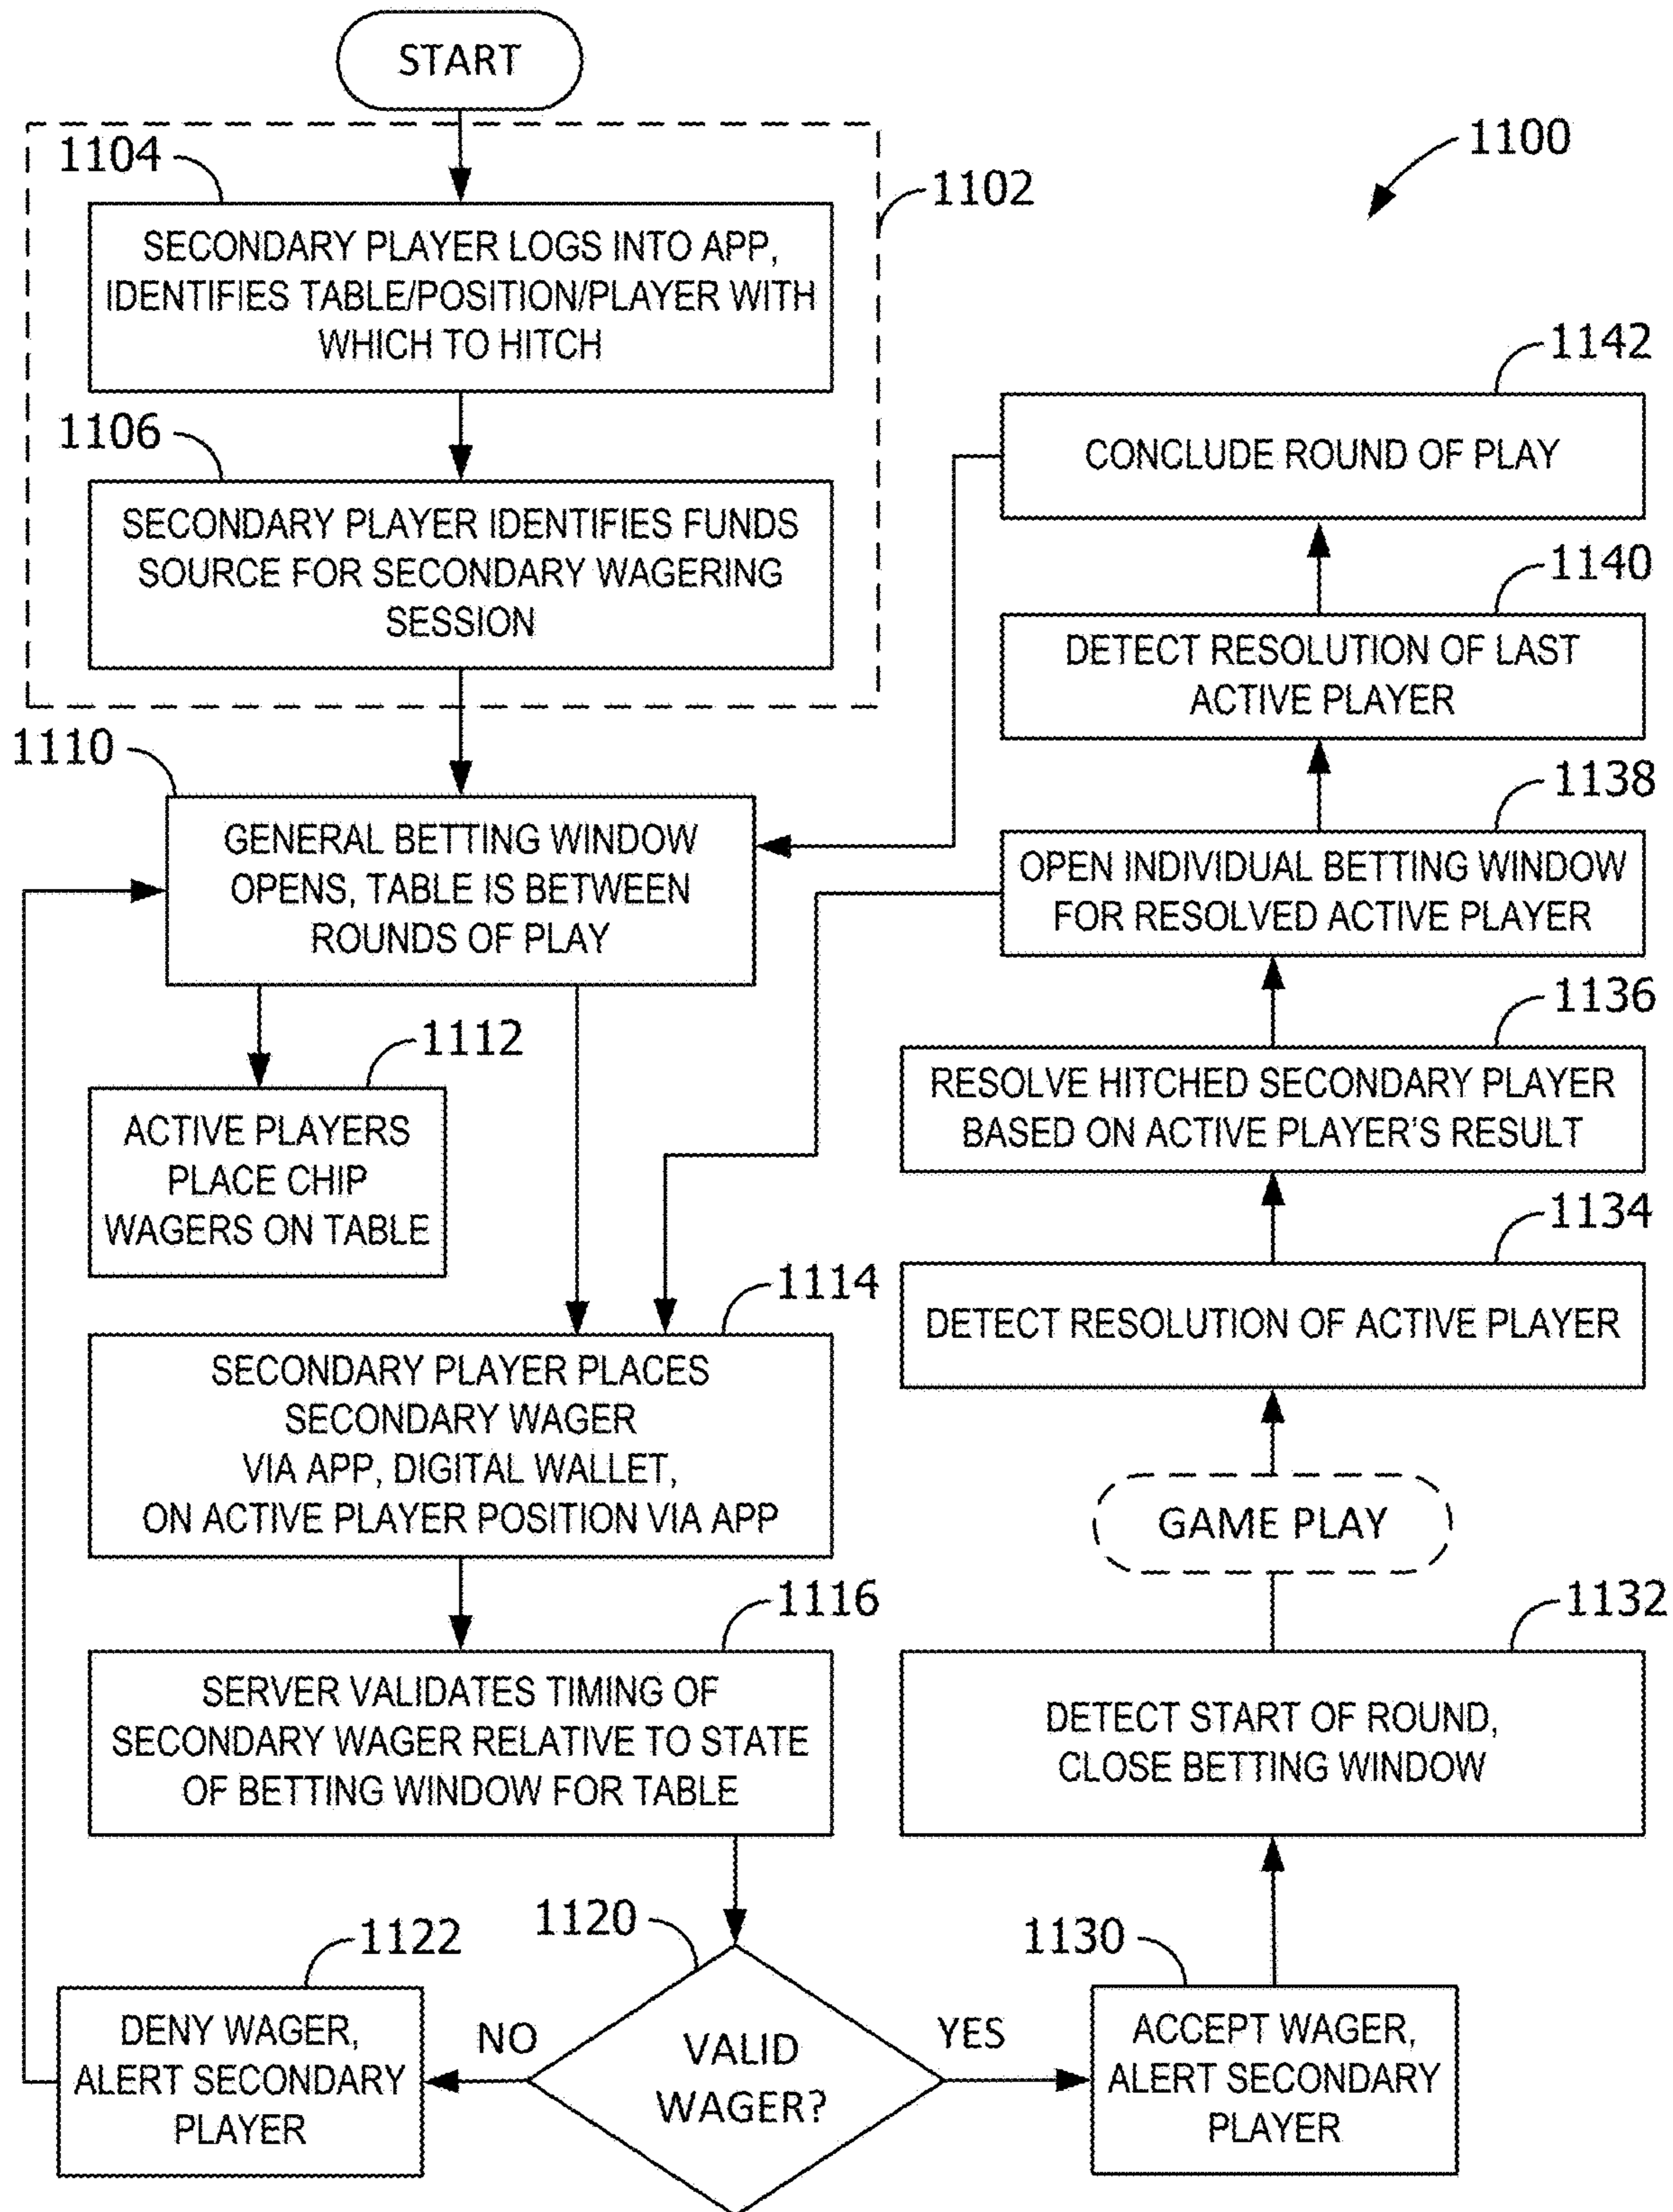 START
1100
1102
1104
SECONDARY PLAYER LOGS INTO APP,
IDENTIFIES TABLE/POSITION/PLAYER WITH
WHICH TO HITCH
1106
SECONDARY PLAYER IDENTIFIES FUNDS
SOURCE FOR SECONDARY WAGERING
SESSION
1110
GENERAL BETTING WINDOW
OPENS, TABLE IS BETWEEN
ROUNDS OF PLAY
1112
ACTIVE PLAYERS
PLACE CHIP
WAGERS ON TABLE
1114
SECONDARY PLAYER PLACES
SECONDARY WAGER
VIA APP, DIGITAL WALLET,
ON ACTIVE PLAYER POSITION VIA APP
1116
SERVER VALIDATES TIMING OF
SECONDARY WAGER RELATIVE TO STATE
OF BETTING WINDOW FOR TABLE
1120
VALID
WAGER?
NO
1122
DENY WAGER,
ALERT SECONDARY
PLAYER
YES
1130
ACCEPT WAGER,
ALERT SECONDARY
PLAYER
1132
DETECT START OF ROUND,
CLOSE BETTING WINDOW
GAME PLAY
1134
DETECT RESOLUTION OF ACTIVE PLAYER
1136
RESOLVE HITCHED SECONDARY PLAYER
BASED ON ACTIVE PLAYER'S RESULT
1138
OPEN INDIVIDUAL BETTING WINDOW
FOR RESOLVED ACTIVE PLAYER
1140
DETECT RESOLUTION OF LAST
ACTIVE PLAYER
1142
CONCLUDE ROUND OF PLAY